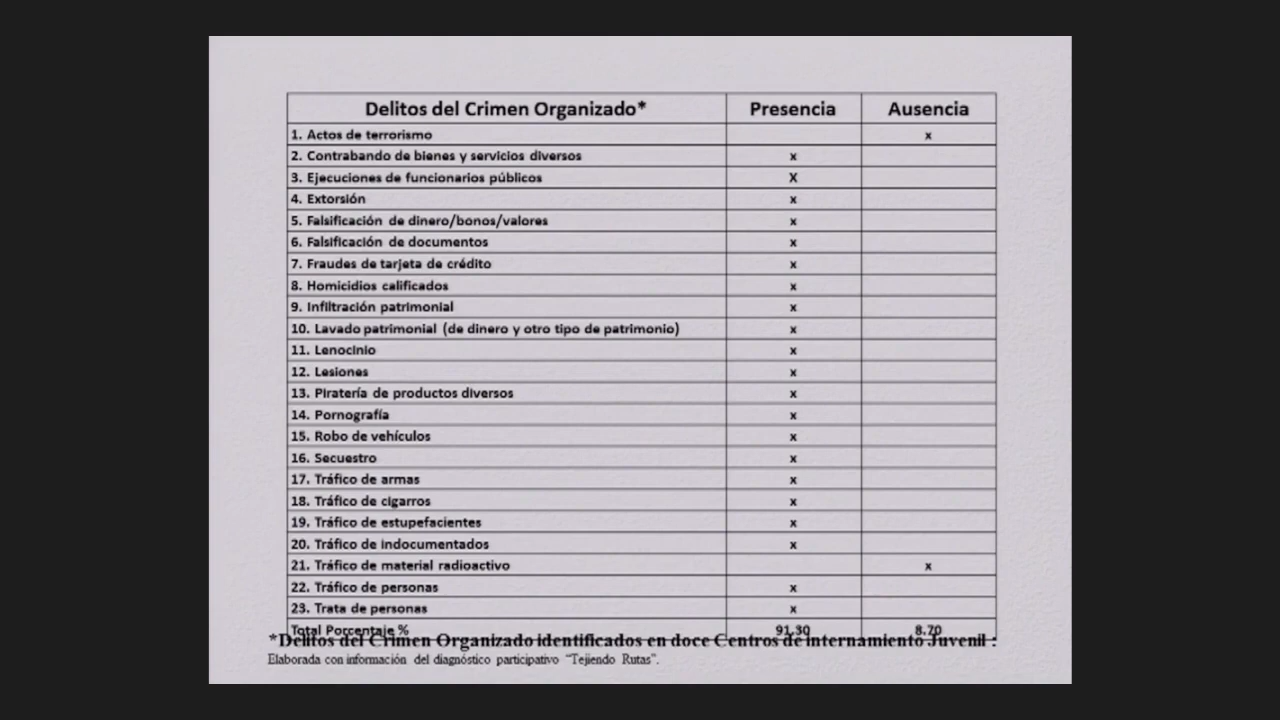 Delitos del Crimen Organizado* Presencia Ausencia
1. Actos de terrorismo x
2. Contrabando de bienes y servicios diversos x
3. Ejecuciones de funcionarios públicos X
4. Extorsión x
5. Falsificación de dinero/bonos/valores x
6. Falsificación de documentos x
7. Fraudes de tarjeta de crédito x
8. Homicidios calificados x
9. Infiltración patrimonial x
10. Lavado patrimonial (de dinero y otro tipo de patrimonio) x
11. Lenocinio x
12. Lesiones x
13. Piratería de productos diversos x
14. Pornografía x
15. Robo de vehículos x
16. Secuestro x
17. Tráfico de armas x
18. Tráfico de cigarros x
19. Tráfico de estupefacientes x
20. Tráfico de indocumentados x
21. Tráfico de material radioactivo x
22. Tráfico de personas x
23. Trata de personas x
Total Porcentaje % 91.30 8.70
*Delitos del Crimen Organizado identificados en doce Centros de internamiento Juvenil :
Elaborada con información del diagnóstico participativo “Tejiendo Rutas”.